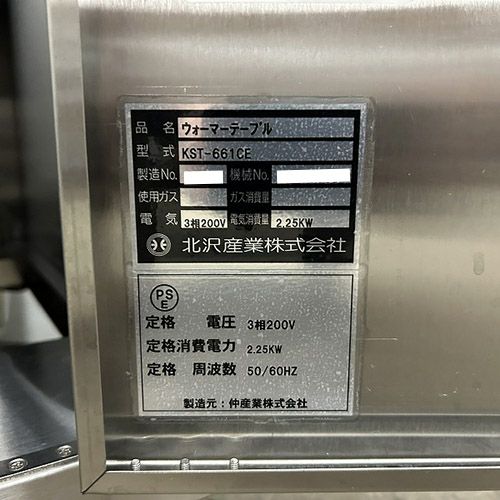 品名 ウォーマーテーブル
型式 KST-661CE
製造No. 機械No.
使用ガス ガス消費量
電気 3相200V 電気消費量 2.25KW
北沢産業株式会社
PS
E
定格 電圧 3相200V
定格消費電力 2.25KW
定格 周波数 50/60HZ
製造元：仲産業株式会社